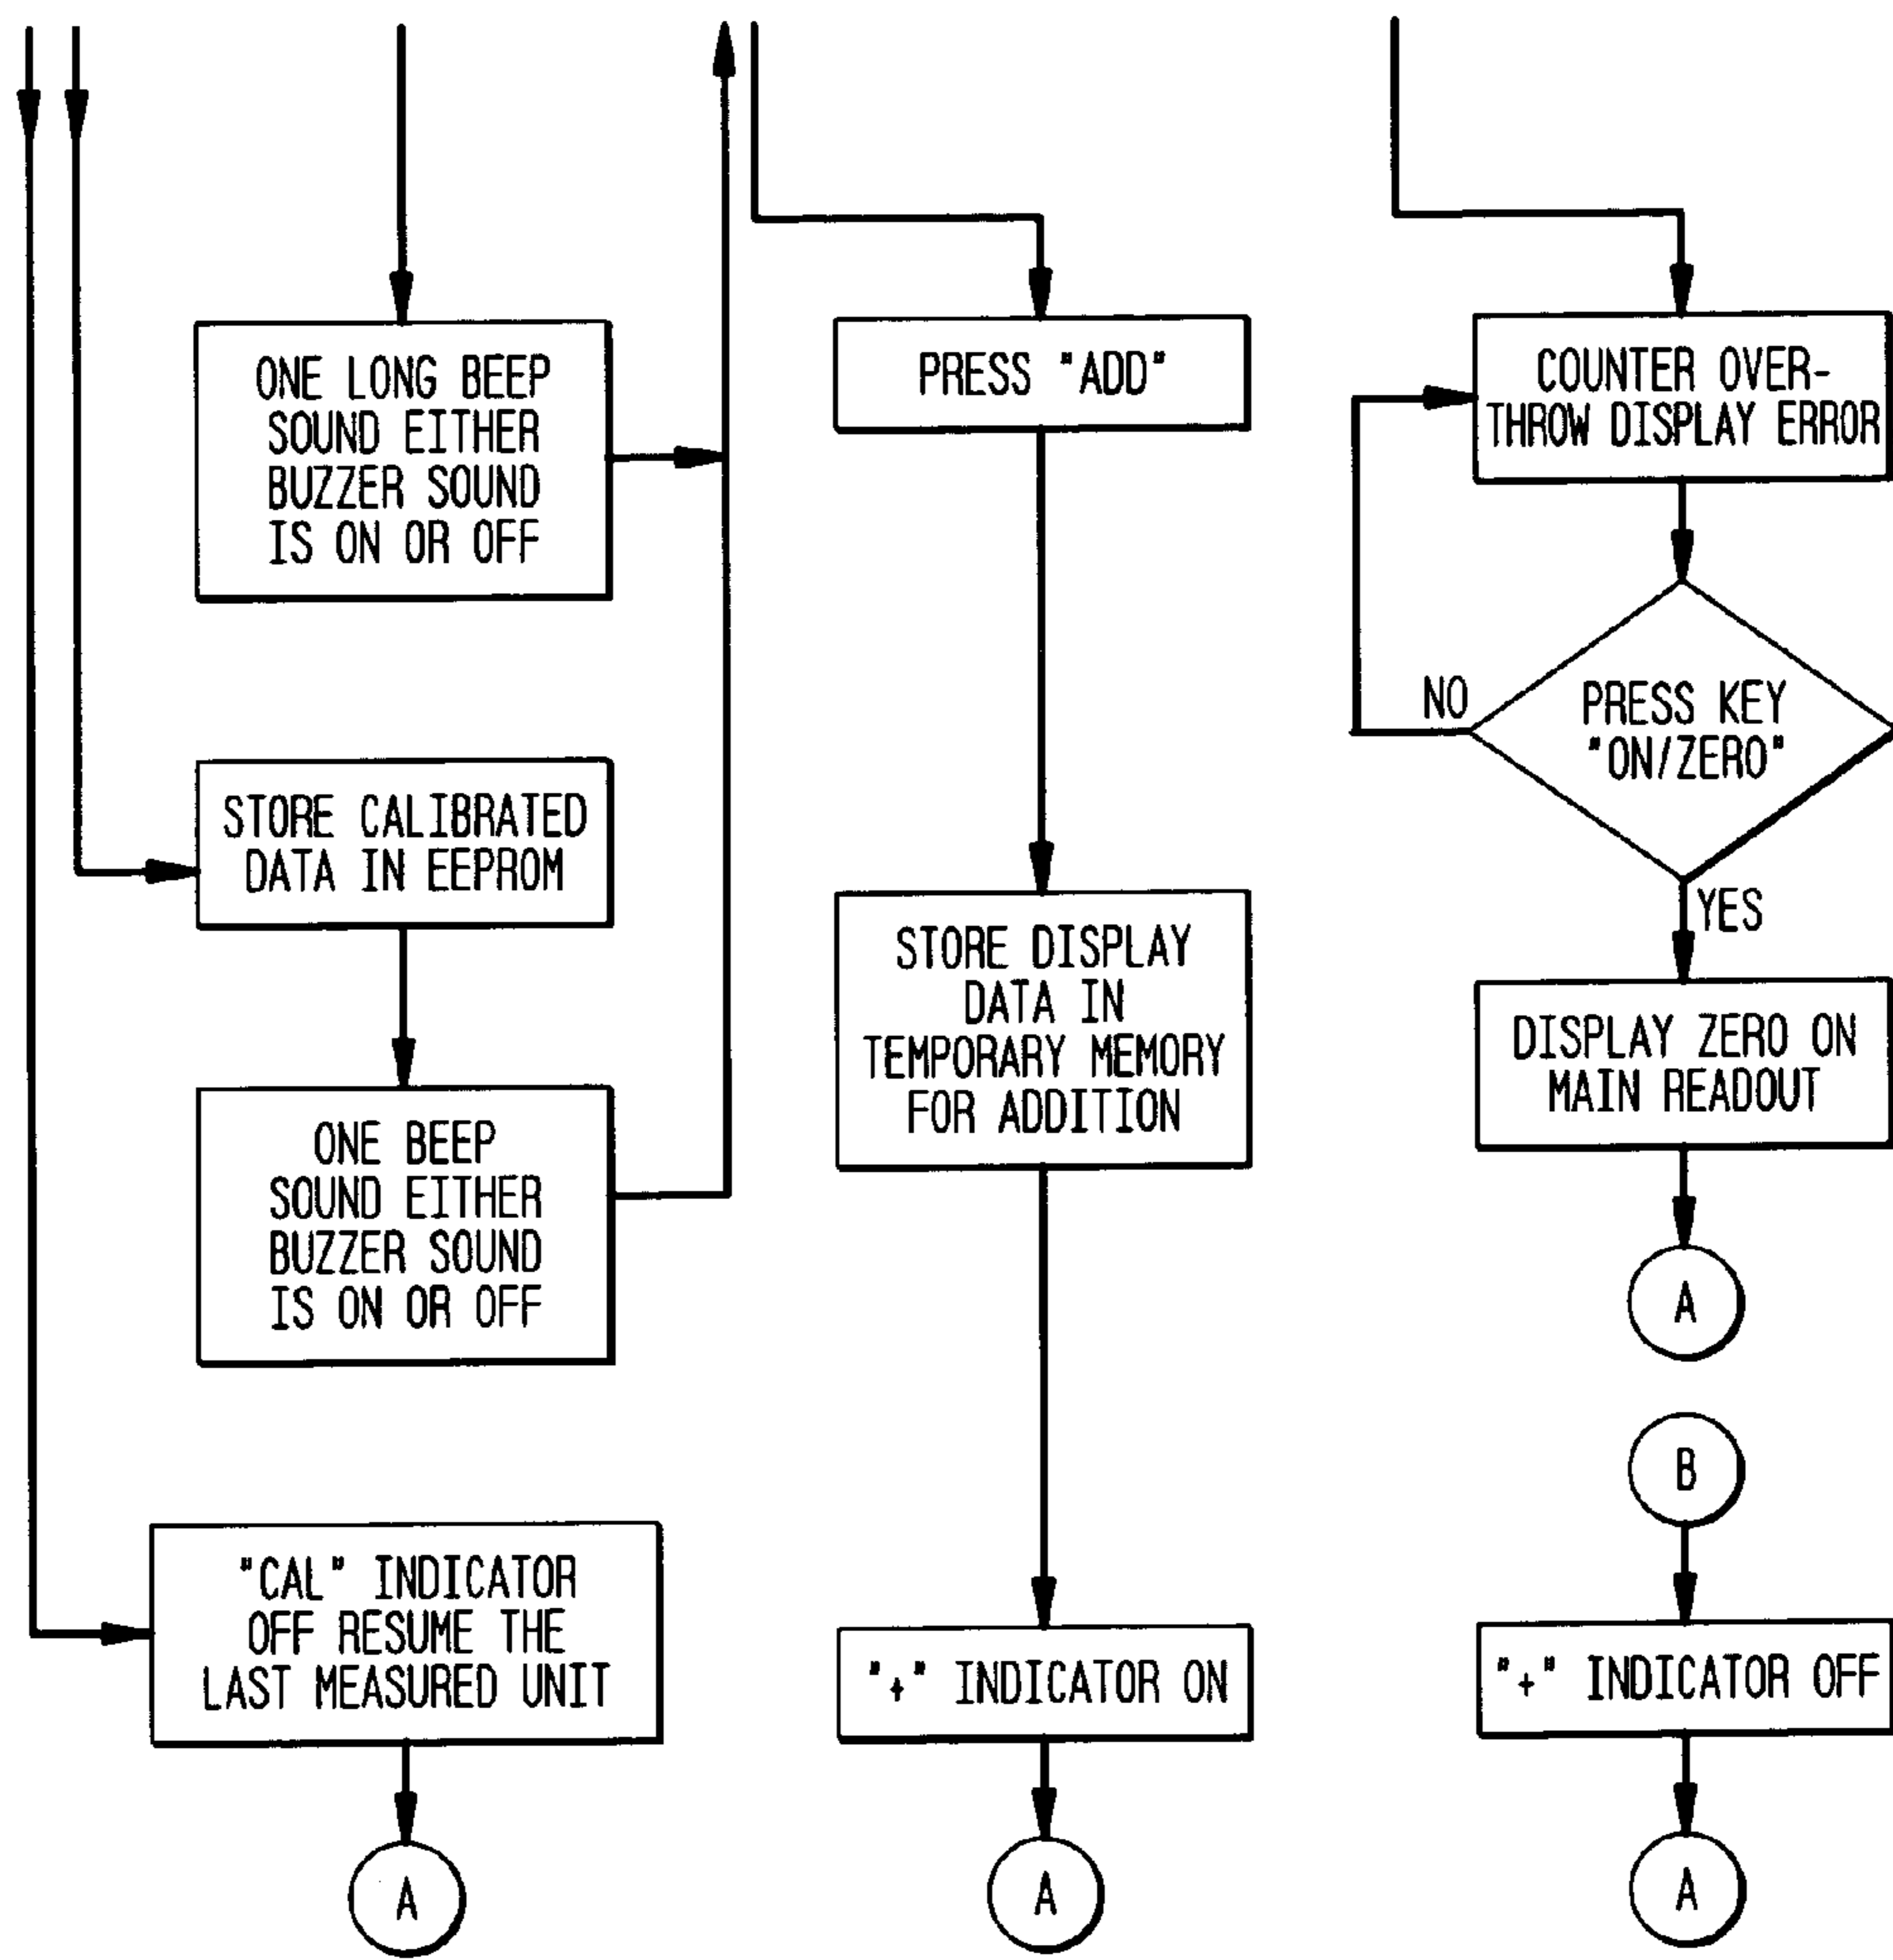 ONE LONG BEEP
SOUND EITHER
BUZZER SOUND
IS ON OR OFF
STORE CALIBRATED
DATA IN EEPROM
ONE BEEP
SOUND EITHER
BUZZER SOUND
IS ON OR OFF
"CAL" INDICATOR
OFF RESUME THE
LAST MEASURED UNIT
A
PRESS "ADD"
STORE DISPLAY
DATA IN
TEMPORARY MEMORY
FOR ADDITION
"+" INDICATOR ON
A
COUNTER OVER-
THROW DISPLAY ERROR
NO
PRESS KEY
"ON/ZERO"
YES
DISPLAY ZERO ON
MAIN READOUT
A
B
"+" INDICATOR OFF
A